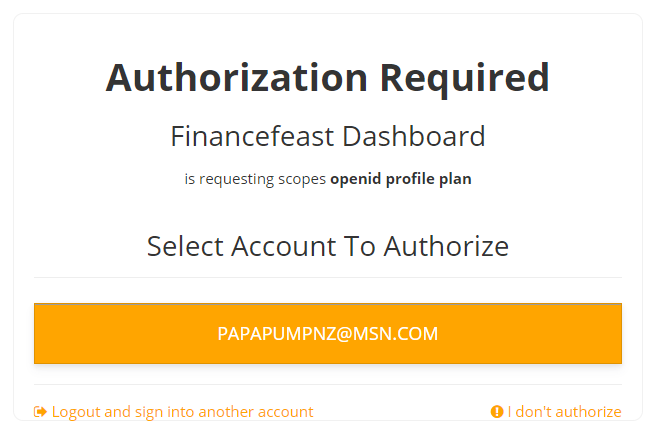 Authorization Required
Financefeast Dashboard
is requesting scopes openid profile plan
Select Account To Authorize
PAPAPUMPNZ@MSN.COM
Logout and sign into another account
I don't authorize